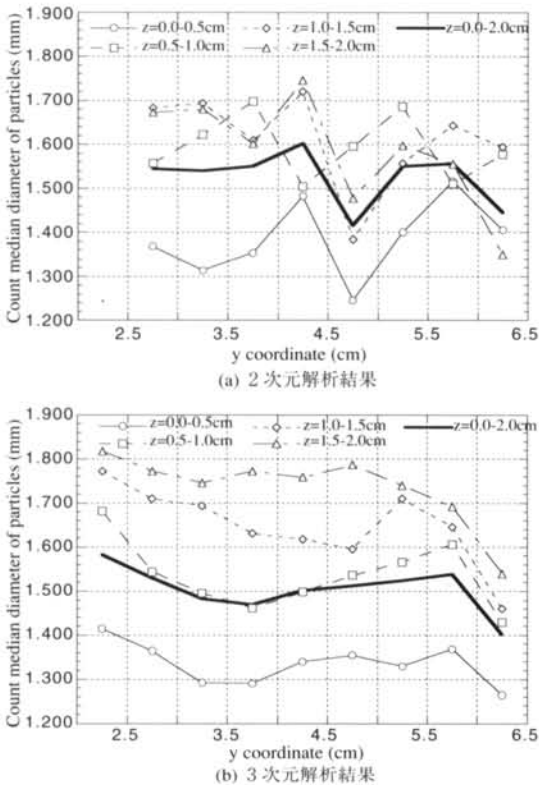 1.900
z=0.0-0.5cm z=1.0-1.5cm z=0.0-2.0cm
z=0.5-1.0cm z=1.5-2.0cm
1.800
1.700
1.600
1.500
1.400
1.300
1.200
Count median diameter of particles (mm)
2.5 3.5 4.5 5.5 6.5
y coordinate (cm)
(a) 2次元解析結果
1.900
z=0.0-0.5cm z=1.0-1.5cm z=0.0-2.0cm
z=0.5-1.0cm z=1.5-2.0cm
1.800
1.700
1.600
1.500
1.400
1.300
1.200
Count median diameter of particles (mm)
2.5 3.5 4.5 5.5 6.5
y coordinate (cm)
(b) 3次元解析結果